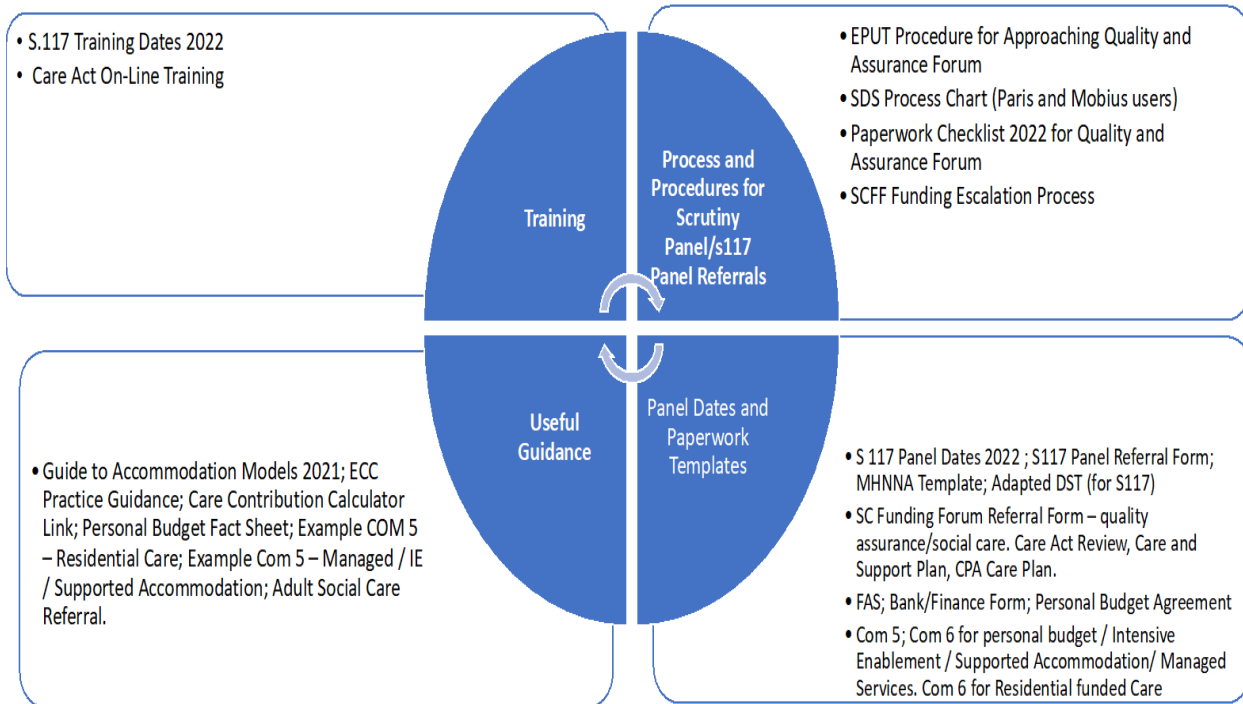 • S.117 Training Dates 2022
• Care Act On-Line Training
Training
Process and
Procedures for
Scrutiny
Panel/s117
Panel Referrals
• EPUT Procedure for Approaching Quality and
Assurance Forum
• SDS Process Chart (Paris and Mobius users)
• Paperwork Checklist 2022 for Quality and
Assurance Forum
• SCFF Funding Escalation Process
• Guide to Accommodation Models 2021; ECC
Practice Guidance; Care Contribution Calculator
Link; Personal Budget Fact Sheet; Example COM 5
– Residential Care; Example Com 5 – Managed / IE
/ Supported Accommodation; Adult Social Care
Referral.
Useful
Guidance
Panel Dates and
Paperwork
Templates
• S 117 Panel Dates 2022 ; S117 Panel Referral Form;
MHNNA Template; Adapted DST (for S117)
• SC Funding Forum Referral Form – quality
assurance/social care. Care Act Review, Care and
Support Plan, CPA Care Plan.
• FAS; Bank/Finance Form; Personal Budget Agreement
• Com 5; Com 6 for personal budget / Intensive
Enablement / Supported Accommodation/ Managed
Services. Com 6 for Residential funded Care